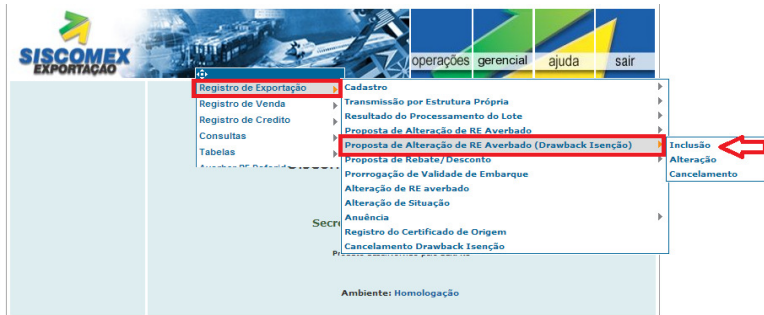 SISCOMEX
EXPORTAÇÃO
operações gerencial ajuda sair
Registro de Exportação
Registro de Venda
Registro de Credito
Consultas
Tabelas
Cadastro
Transmissão por Estrutura Própria
Resultado do Processamento do Lote
Proposta de Alteração de RE Averbado
Proposta de Alteração de RE Averbado (Drawback Isenção)
Proposta de Rebate/Desconto
Prorrogação de Validade de Embarque
Alteração de RE averbado
Alteração de Situação
Anuência
Registro do Certificado de Origem
Cancelamento Drawback Isenção
Inclusão
Alteração
Cancelamento
Secre
Ambiente: Homologação